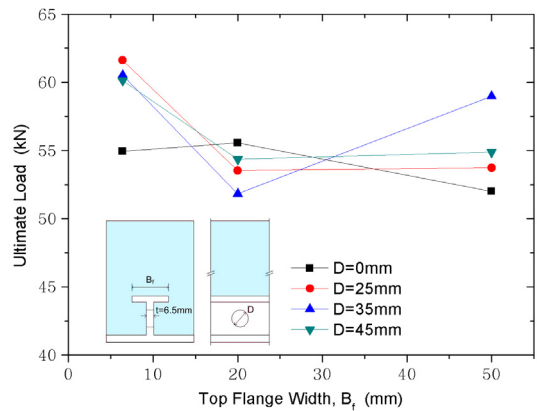 65
60
55
50
45
40
Ultimate Load (kN)
Bf
t=6.5mm
D
D=0mm
D=25mm
D=35mm
D=45mm
0
10
20
30
40
50
Top Flange Width, Bf (mm)